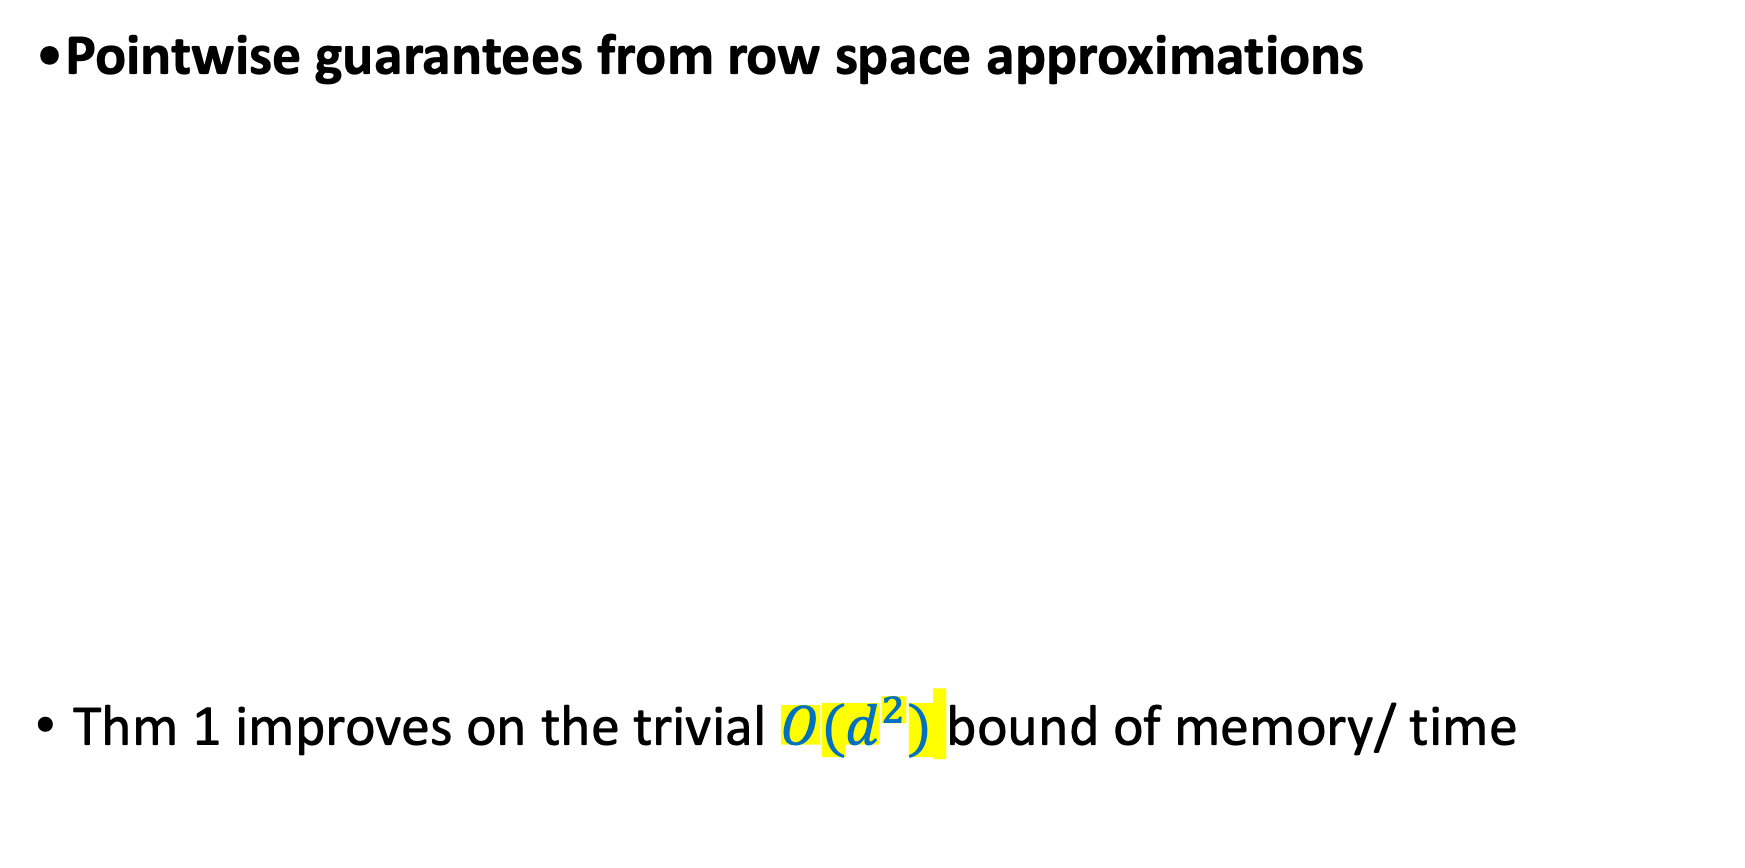 •Pointwise guarantees from row space approximations
• Thm 1 improves on the trivial O(d²) bound of memory/ time